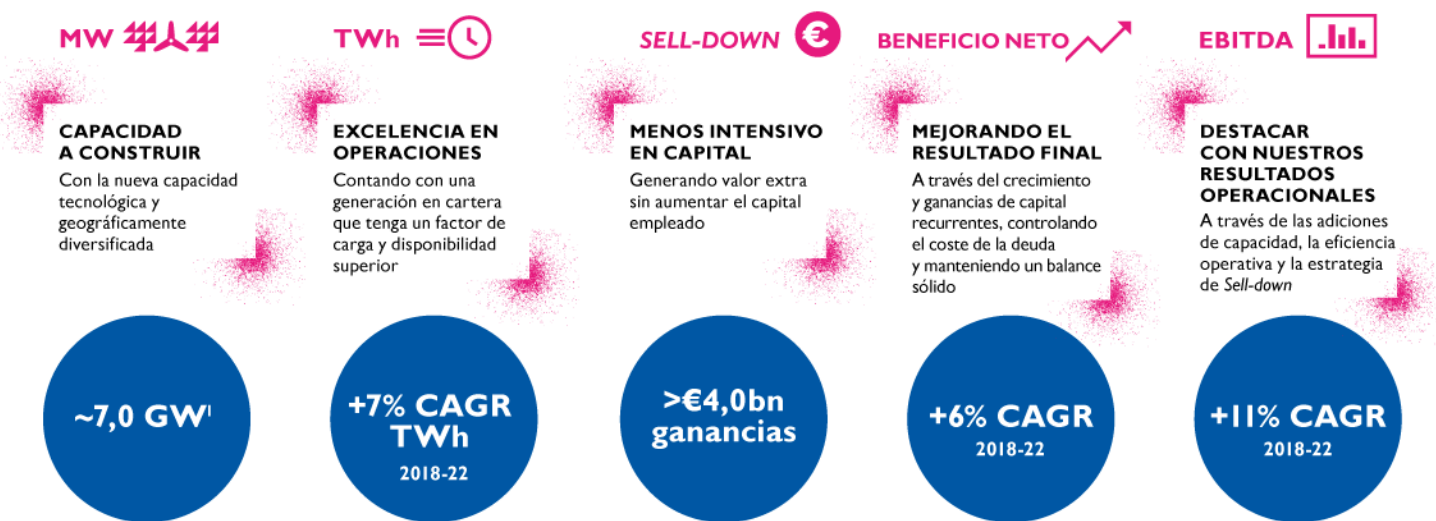 MW
CAPACIDAD
A CONSTRUIR
Con la nueva capacidad
tecnológica y
geográficamente
diversificada
~7,0 GW¹
TWh
EXCELENCIA EN
OPERACIONES
Contando con una
generación en cartera
que tenga un factor de
carga y disponibilidad
superior
+7% CAGR
TWh
2018-22
SELL-DOWN €
MENOS INTENSIVO
EN CAPITAL
Generando valor extra
sin aumentar el capital
empleado
>€4,0bn
ganancias
BENEFICIO NETO
MEJORANDO EL
RESULTADO FINAL
A través del crecimiento
y ganancias de capital
recurrentes, controlando
el coste de la deuda
y manteniendo un balance
sólido
+6% CAGR
2018-22
EBITDA
DESTACAR
CON NUESTROS
RESULTADOS
OPERACIONALES
A través de las adiciones
de capacidad, la eficiencia
operativa y la estrategia
de Sell-down
+11% CAGR
2018-22